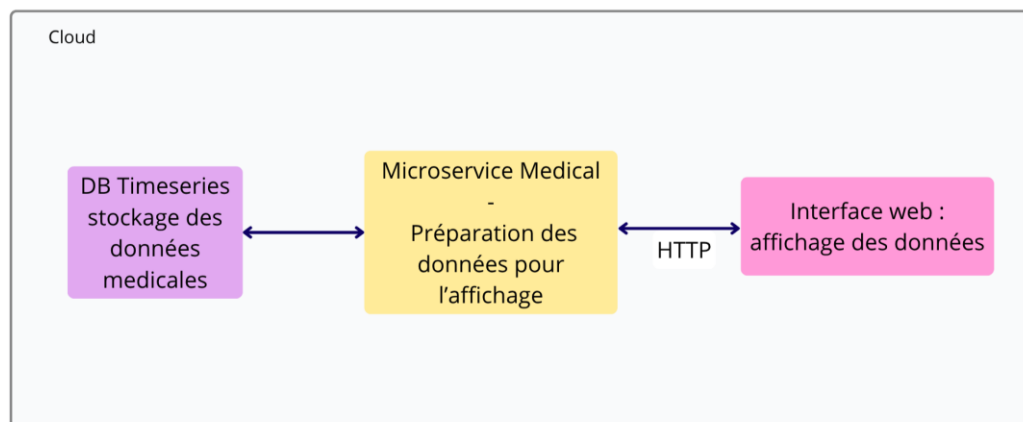 Cloud
DB Timeseries
stockage des
données
medicales
Microservice Medical
-
Préparation des
données pour
l’affichage
HTTP
Interface web :
affichage des données